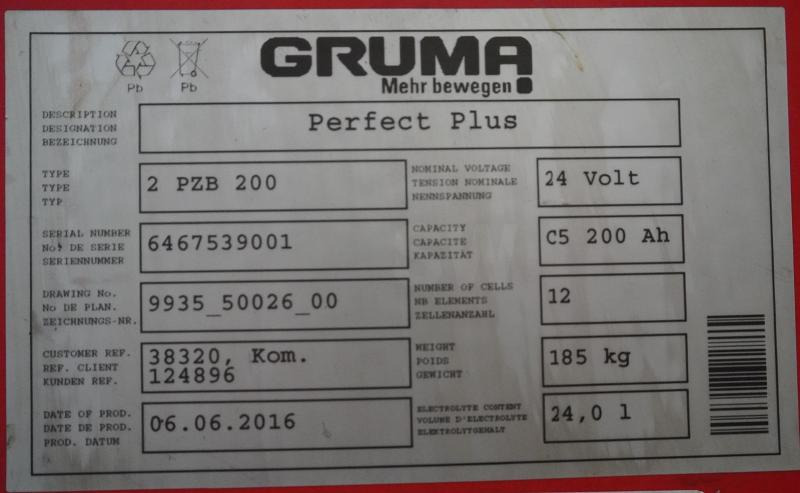 GRUMA
Mehr bewegen
Pb Pb
DESCRIPTION
DESIGNATION
BEZEICHNUNG
Perfect Plus
TYPE
TYPE
TYP
2 PZB 200
NOMINAL VOLTAGE
TENSION NOMINALE
NENNSPANNUNG
24 Volt
SERIAL NUMBER
No. DE SERIE
SERIENNUMMER
6467539001
CAPACITY
CAPACITE
KAPAZITÄT
C5 200 Ah
DRAWING No.
No DE PLAN.
ZEICHNUNGS-NR.
9935_50026_00
NUMBER OF CELLS
NB ELEMENTS
ZELLENANZAHL
12
CUSTOMER REF.
REF. CLIENT
KUNDEN REF.
38320, Kom.
124896
WEIGHT
POIDS
GEWICHT
185 kg
DATE OF PROD.
DATE DE PROD.
PROD. DATUM
06.06.2016
ELECTROLYTE CONTENT
VOLUME D'ELECTROLYTE
ELEKTROLYTGEHALT
24,0 l